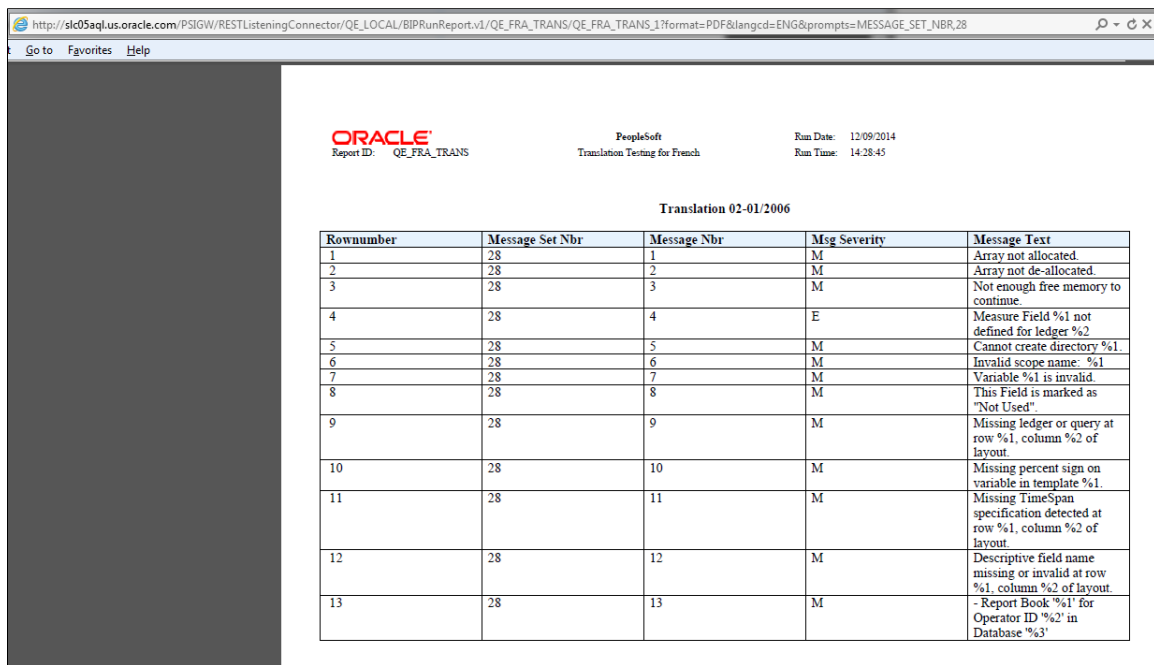 http://slc05aql.us.oracle.com/PSIGW/RESTListeningConnector/QE_LOCAL/BIPRunReport.v1/QE_FRA_TRANS/QE_FRA_TRANS_1?format=PDF&langcd=ENG&prompts=MESSAGE_SET_NBR,28
t Go to Favorites Help
ORACLE PeopleSoft Run Date: 12/09/2014
Report ID: QE_FRA_TRANS Translation Testing for French Run Time: 14:28:45
Translation 02-01/2006
Rownumber Message Set Nbr Message Nbr Msg Severity Message Text
1 28 1 M Array not allocated.
2 28 2 M Array not de-allocated.
3 28 3 M Not enough free memory to
continue.
4 28 4 E Measure Field %1 not
defined for ledger %2
5 28 5 M Cannot create directory %1.
6 28 6 M Invalid scope name: %1
7 28 7 M Variable %1 is invalid.
8 28 8 M This Field is marked as
"Not Used".
9 28 9 M Missing ledger or query at
row %1, column %2 of
layout.
10 28 10 M Missing percent sign on
variable in template %1.
11 28 11 M Missing TimeSpan
specification detected at
row %1, column %2 of
layout.
12 28 12 M Descriptive field name
missing or invalid at row
%1, column %2 of layout.
13 28 13 M - Report Book '%1' for
Operator ID '%2' in
Database '%3'